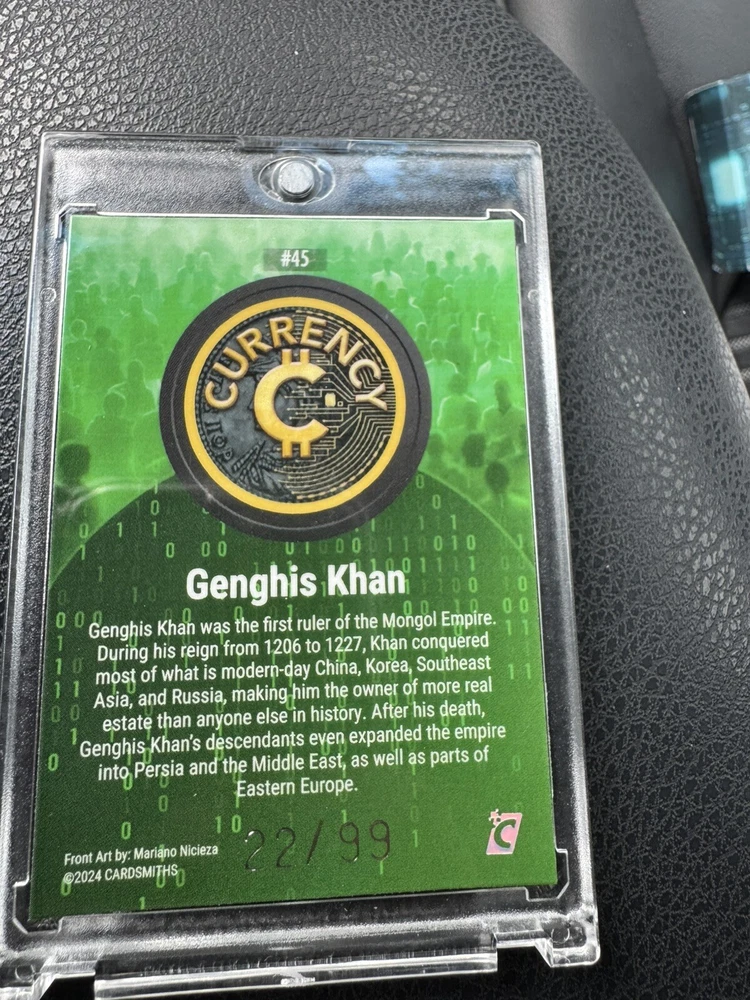 #45
CURRENCY
Genghis Khan
Genghis Khan was the first ruler of the Mongol Empire.
During his reign from 1206 to 1227, Khan conquered
most of what is modern-day China, Korea, Southeast
Asia, and Russia, making him the owner of more real
estate than anyone else in history. After his death,
Genghis Khan's descendants even expanded the empire
into Persia and the Middle East, as well as parts of
Eastern Europe.
22/99
Front Art by: Mariano Nicieza
©2024 CARDSMITHS